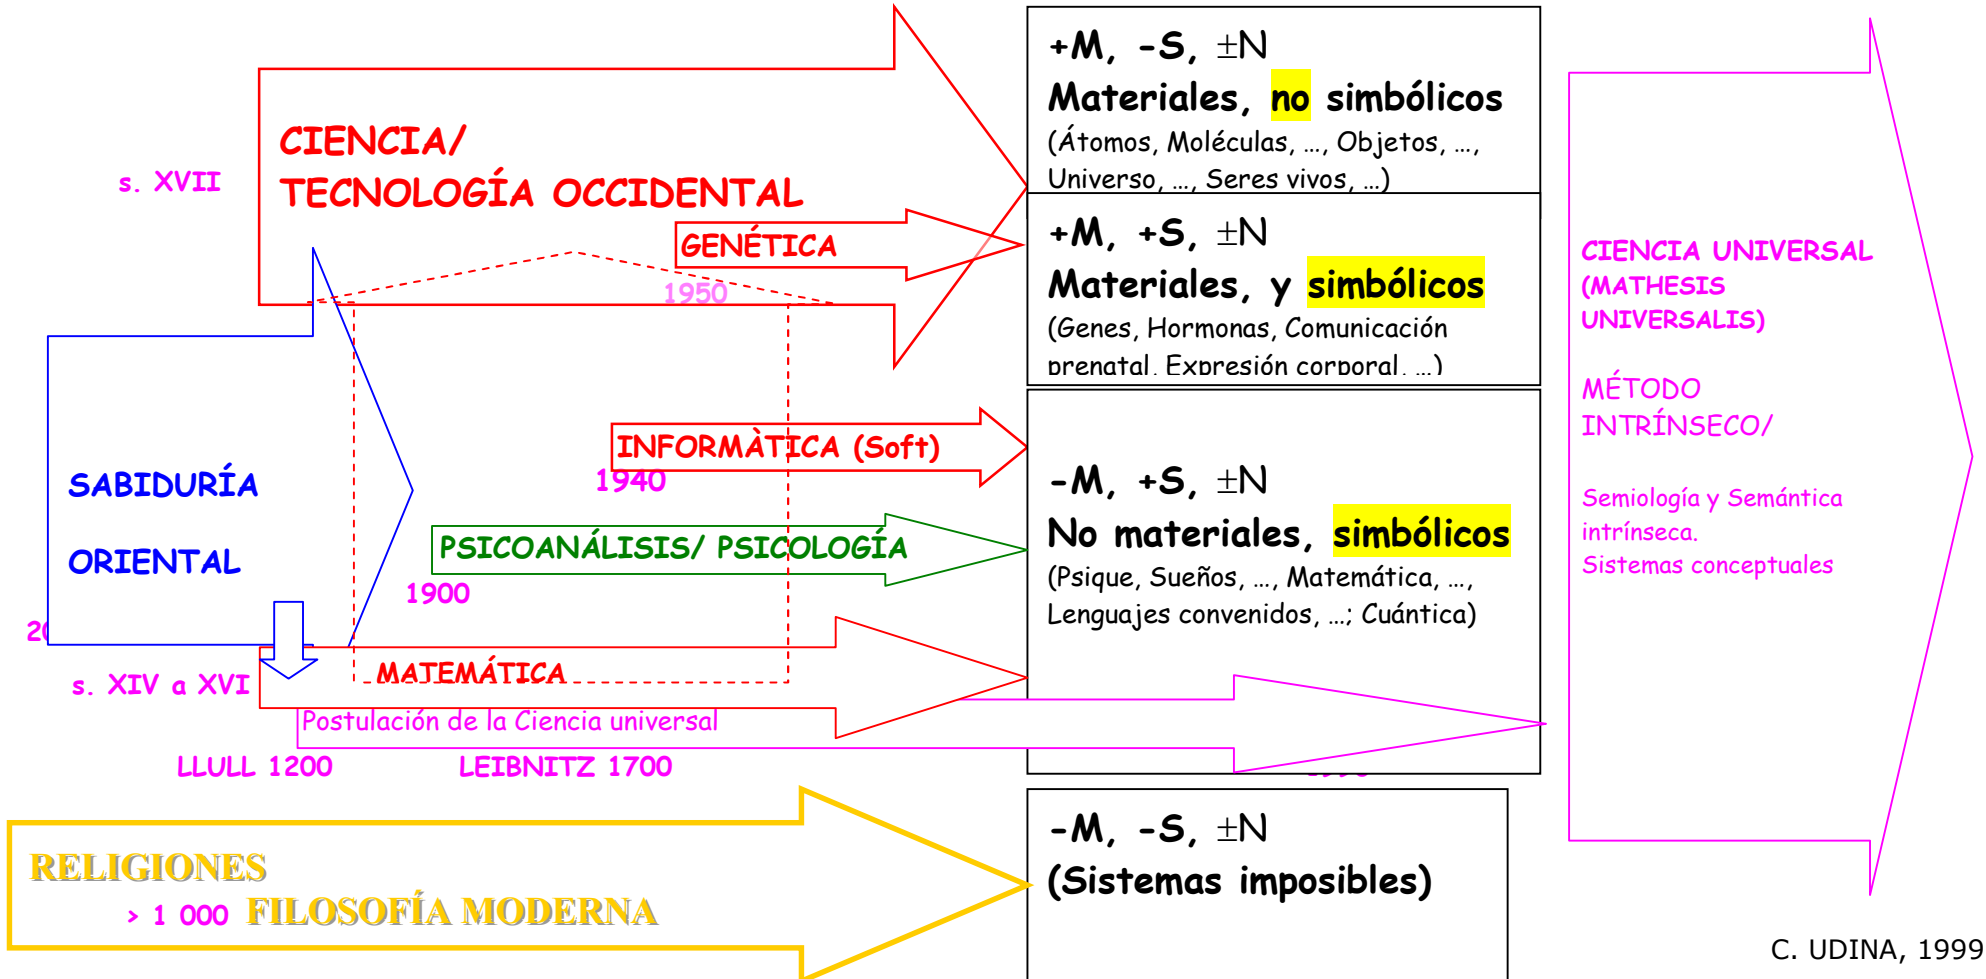 s. XVII
CIENCIA/
TECNOLOGÍA OCCIDENTAL
GENÉTICA
1950
SABIDURÍA
ORIENTAL
INFORMÀTICA (Soft)
1940
PSICOANÁLISIS/ PSICOLOGÍA
1900
s. XIV a XVI
MATEMÁTICA
Postulación de la Ciencia universal
LLULL 1200
LEIBNITZ 1700
RELIGIONES
> 1 000 FILOSOFÍA MODERNA
+M, -S, ±N
Materiales, no simbólicos
(Átomos, Moléculas, …, Objetos, …,
Universo, …, Seres vivos, …)
+M, +S, ±N
Materiales, y simbólicos
(Genes, Hormonas, Comunicación
prenatal, Expresión corporal, …)
-M, +S, ±N
No materiales, simbólicos
(Psique, Sueños, …, Matemática, …,
Lenguajes convenidos, …; Cuántica)
-M, -S, ±N
(Sistemas imposibles)
CIENCIA UNIVERSAL
(MATHESIS
UNIVERSALIS)
MÉTODO
INTRÍNSECO/
Semiología y Semántica
intrínseca.
Sistemas conceptuales
C. UDINA, 1999